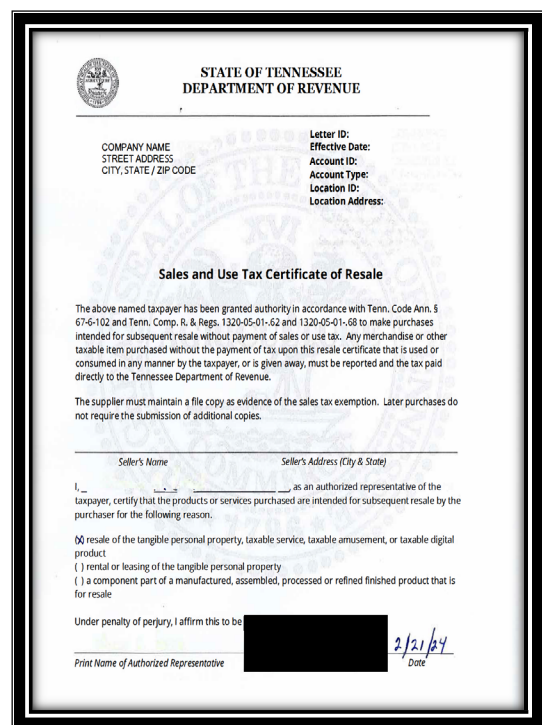 STATE OF TENNESSEE
DEPARTMENT OF REVENUE
COMPANY NAME
STREET ADDRESS
CITY, STATE / ZIP CODE
Letter ID:
Effective Date:
Account ID:
Account Type:
Location ID:
Location Address:
Sales and Use Tax Certificate of Resale
The above named taxpayer has been granted authority in accordance with Tenn. Code Ann. §
67-6-102 and Tenn. Comp. R. & Regs. 1320-05-01-.62 and 1320-05-01-.68 to make purchases
intended for subsequent resale without payment of sales or use tax. Any merchandise or other
taxable item purchased without the payment of tax upon this resale certificate that is used or
consumed in any manner by the taxpayer, or is given away, must be reported and the tax paid
directly to the Tennessee Department of Revenue.
The supplier must maintain a file copy as evidence of the sales tax exemption. Later purchases do
not require the submission of additional copies.
Seller's Name Seller's Address (City & State)
I, , as an authorized representative of the
taxpayer, certify that the products or services purchased are intended for subsequent resale by the
purchaser for the following reason.
(X) resale of the tangible personal property, taxable service, taxable amusement, or taxable digital
product
( ) rental or leasing of the tangible personal property
( ) a component part of a manufactured, assembled, processed or refined finished product that is
for resale
Under penalty of perjury, I affirm this to be
2/21/24
Print Name of Authorized Representative Date